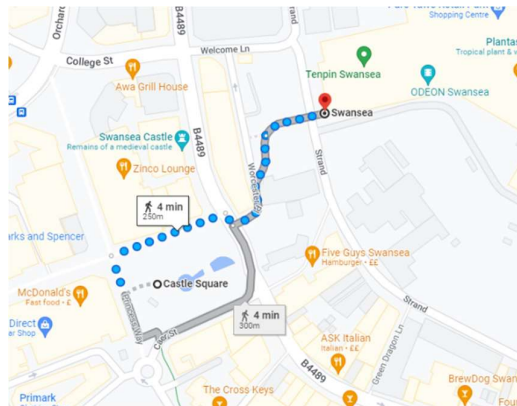 Shopping Centre
Orchard
College St
Welcome Ln
Strand
Plantas
Tropical plant & w
Tenpin Swansea
ODEON Swansea
Awa Grill House
B4489
Swansea
Swansea Castle
Remains of a medieval castle
Zinco Lounge
Strand
4 min
250m
arks and Spencer
Castle Square
Five Guys Swansea
Hamburger • ££
McDonald's
Fast food • £
4 min
300m
Strand
Direct
ar Shop
ASK Italian
Italian • ££
Green Dragon Ln
Primark
The Cross Keys
B4489
BrewDog Swan